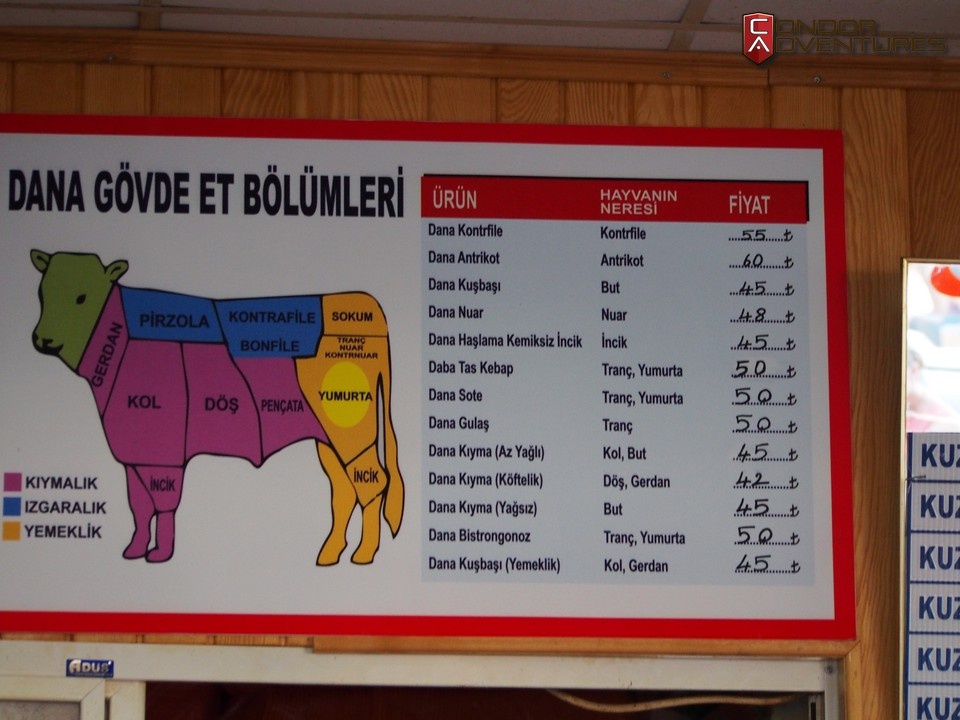 CONDOR
ADVENTURES
CA
DANA GÖVDE ET BÖLÜMLERİ
GERDAN
PİRZOLA
KONTRAFİLE
BONFİLE
SOKUM
TRANÇ
NUAR
KONTRNUAR
YUMURTA
KOL
DÖŞ
PENÇATA
İNCİK
İNCİK
KIYMALIK
IZGARALIK
YEMEKLİK
ÜRÜN HAYVANIN NERESİ FİYAT
Dana Kontrfile Kontrfile 55 ₺
Dana Antrikot Antrikot 60 ₺
Dana Kuşbaşı But 45 ₺
Dana Nuar Nuar 48 ₺
Dana Haşlama Kemiksiz İncik İncik 45 ₺
Daba Tas Kebap Tranç, Yumurta 50 ₺
Dana Sote Tranç, Yumurta 50 ₺
Dana Gulaş Tranç 50 ₺
Dana Kıyma (Az Yağlı) Kol, But 45 ₺
Dana Kıyma (Köftelik) Döş, Gerdan 42 ₺
Dana Kıyma (Yağsız) But 45 ₺
Dana Bistrongonoz Tranç, Yumurta 50 ₺
Dana Kuşbaşı (Yemeklik) Kol, Gerdan 45 ₺
KUZ
KUZ
KUZ
KUZ
KUZ
KUZ
ADUS